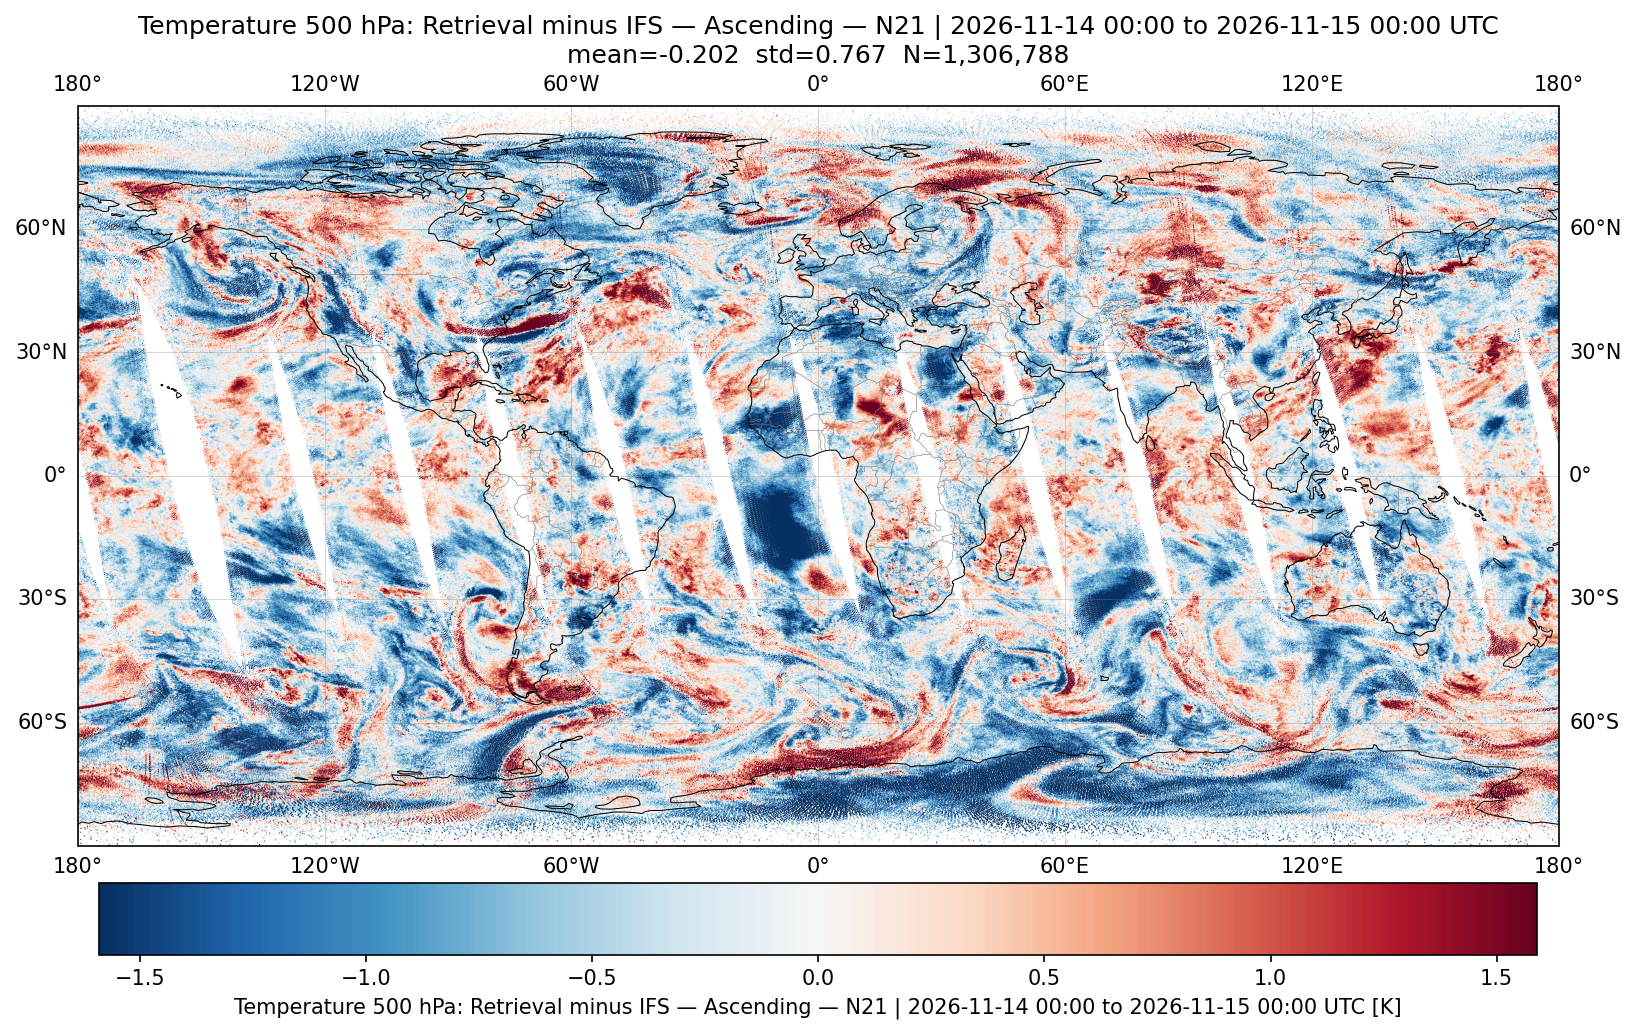 Temperature 500 hPa: Retrieval minus IFS — Ascending — N21 | 2026-11-14 00:00 to 2026-11-15 00:00 UTC
mean=-0.202  std=0.767  N=1,306,788
180° 120°W 60°W 0° 60°E 120°E 180°
60°N 60°N
30°N 30°N
0° 0°
30°S 30°S
60°S 60°S
180° 120°W 60°W 0° 60°E 120°E 180°
−1.5 −1.0 −0.5 0.0 0.5 1.0 1.5
Temperature 500 hPa: Retrieval minus IFS — Ascending — N21 | 2026-11-14 00:00 to 2026-11-15 00:00 UTC [K]